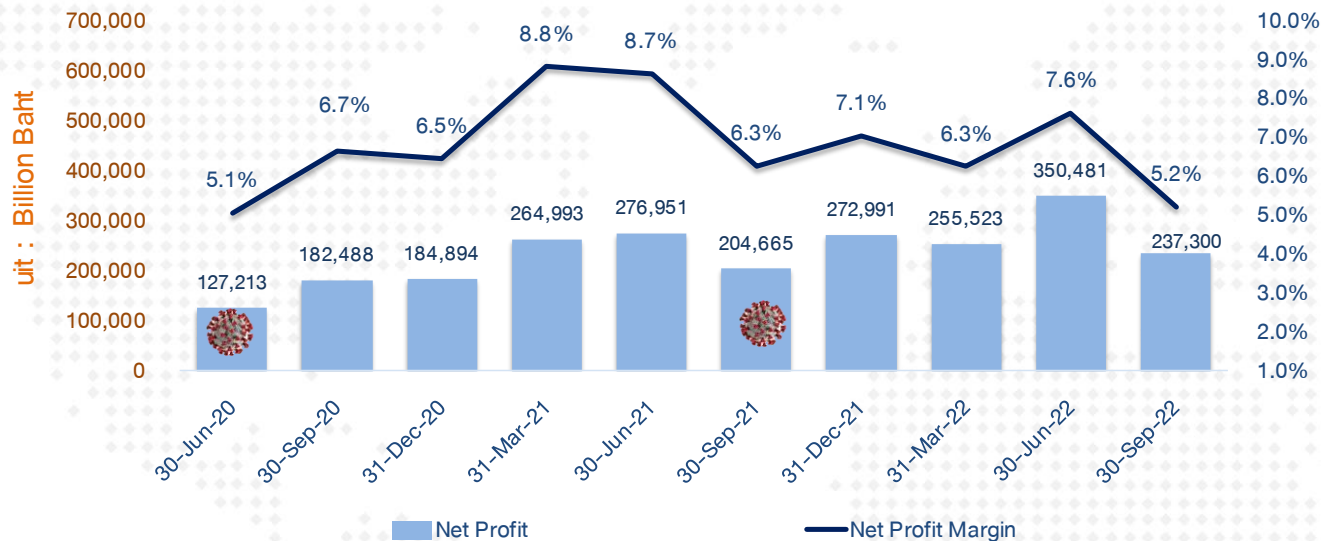 uit : Billion Baht
700,000
600,000
500,000
400,000
300,000
200,000
100,000
0
10.0%
9.0%
8.0%
7.0%
6.0%
5.0%
4.0%
3.0%
2.0%
1.0%
5.1%
6.7%
6.5%
8.8%
8.7%
6.3%
7.1%
6.3%
7.6%
5.2%
127,213
182,488
184,894
264,993
276,951
204,665
272,991
255,523
350,481
237,300
30-Jun-20
30-Sep-20
31-Dec-20
31-Mar-21
30-Jun-21
30-Sep-21
31-Dec-21
31-Mar-22
30-Jun-22
30-Sep-22
Net Profit
Net Profit Margin